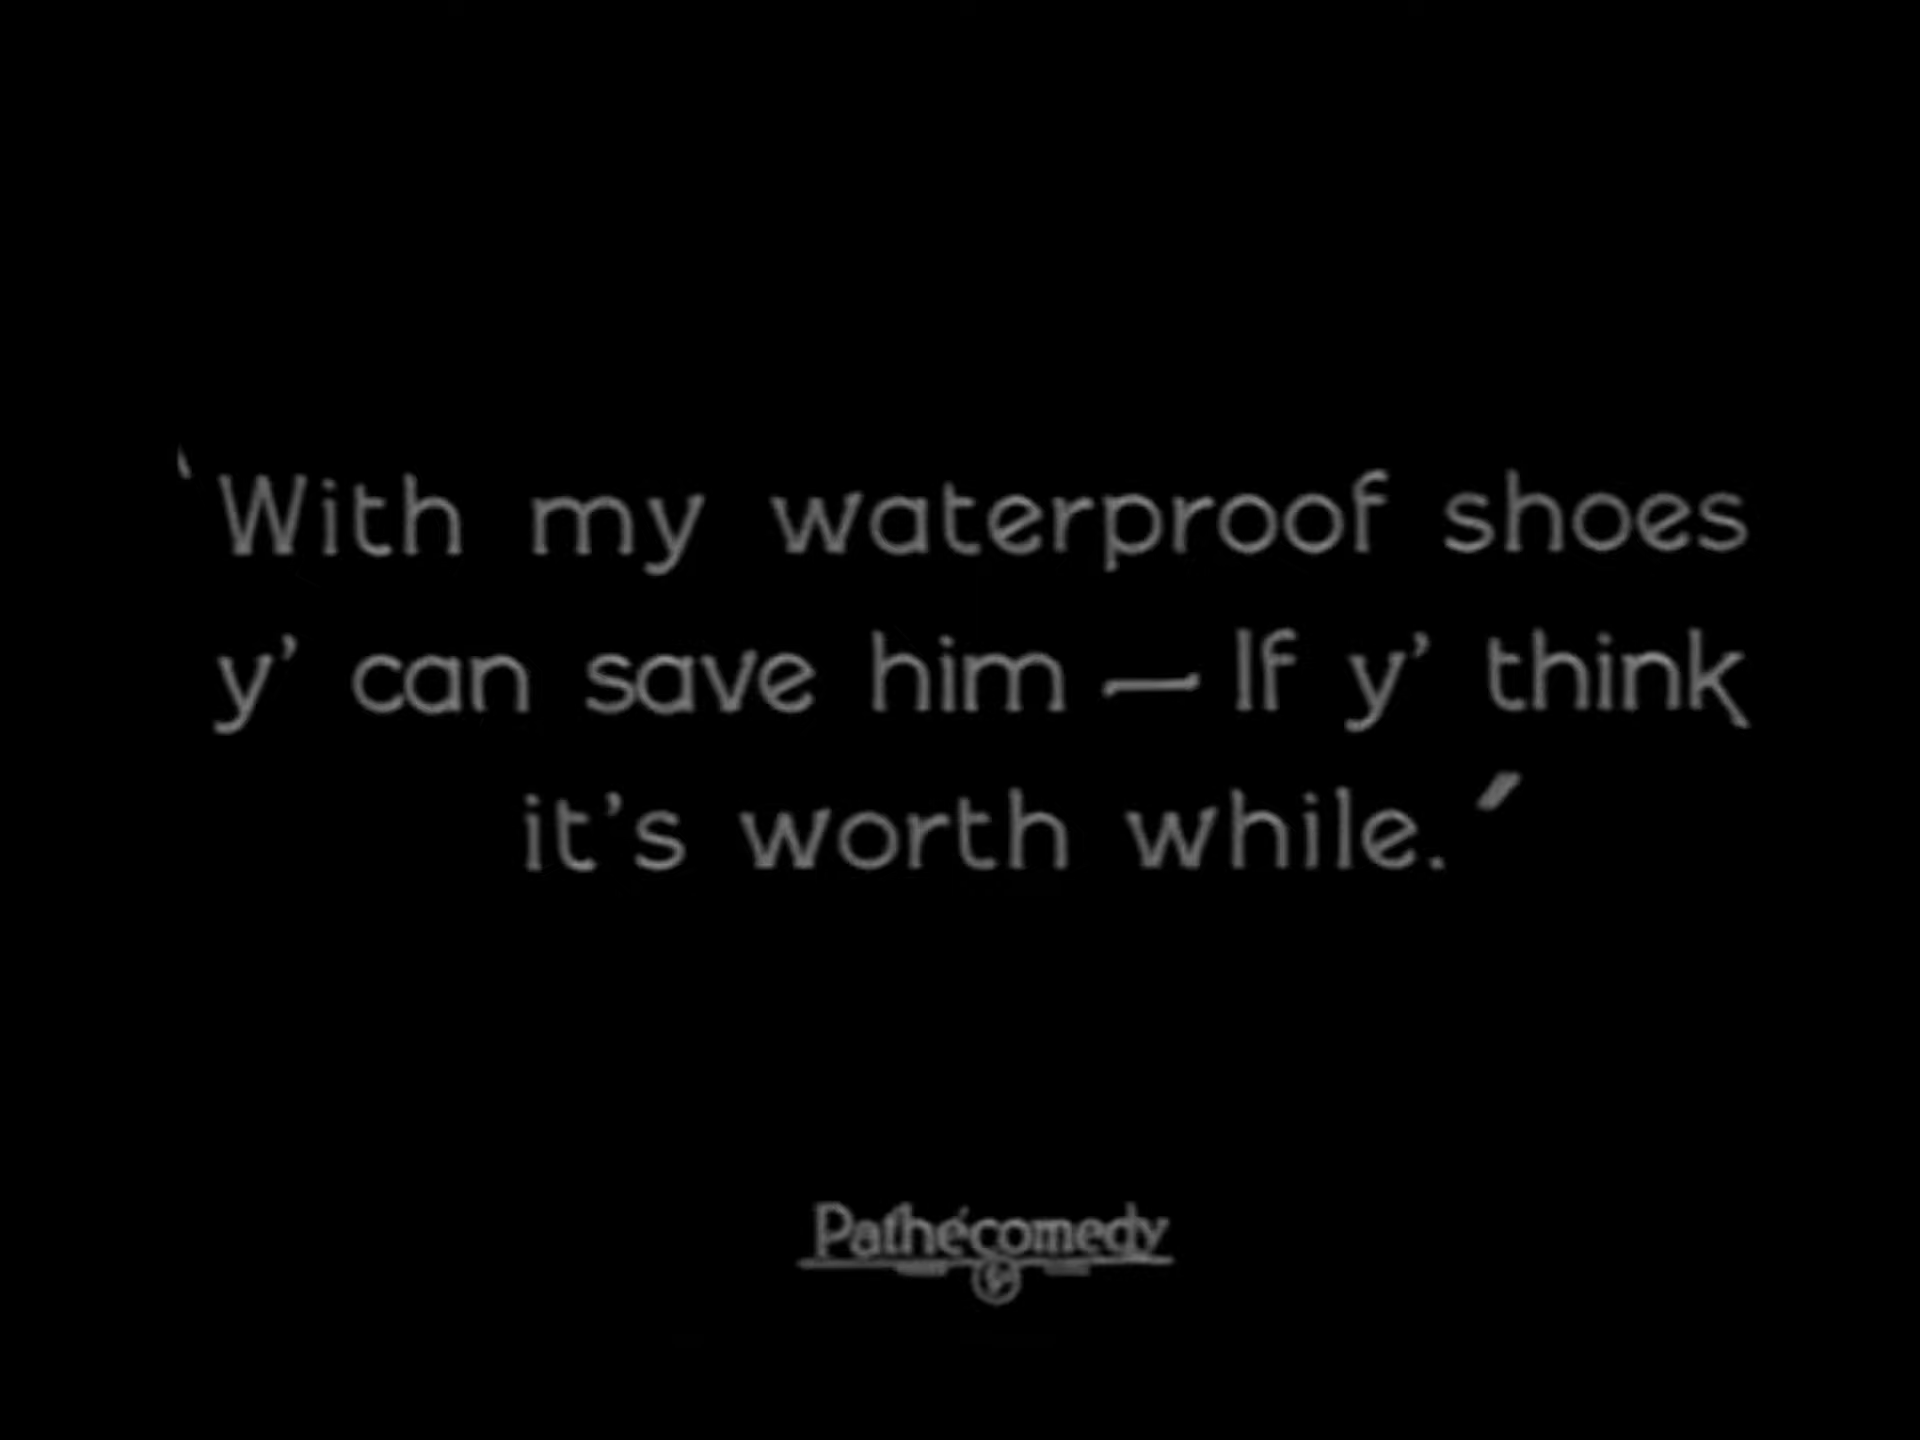 "With my waterproof shoes
y' can save him — If y' think
it's worth while."
Pathécomedy